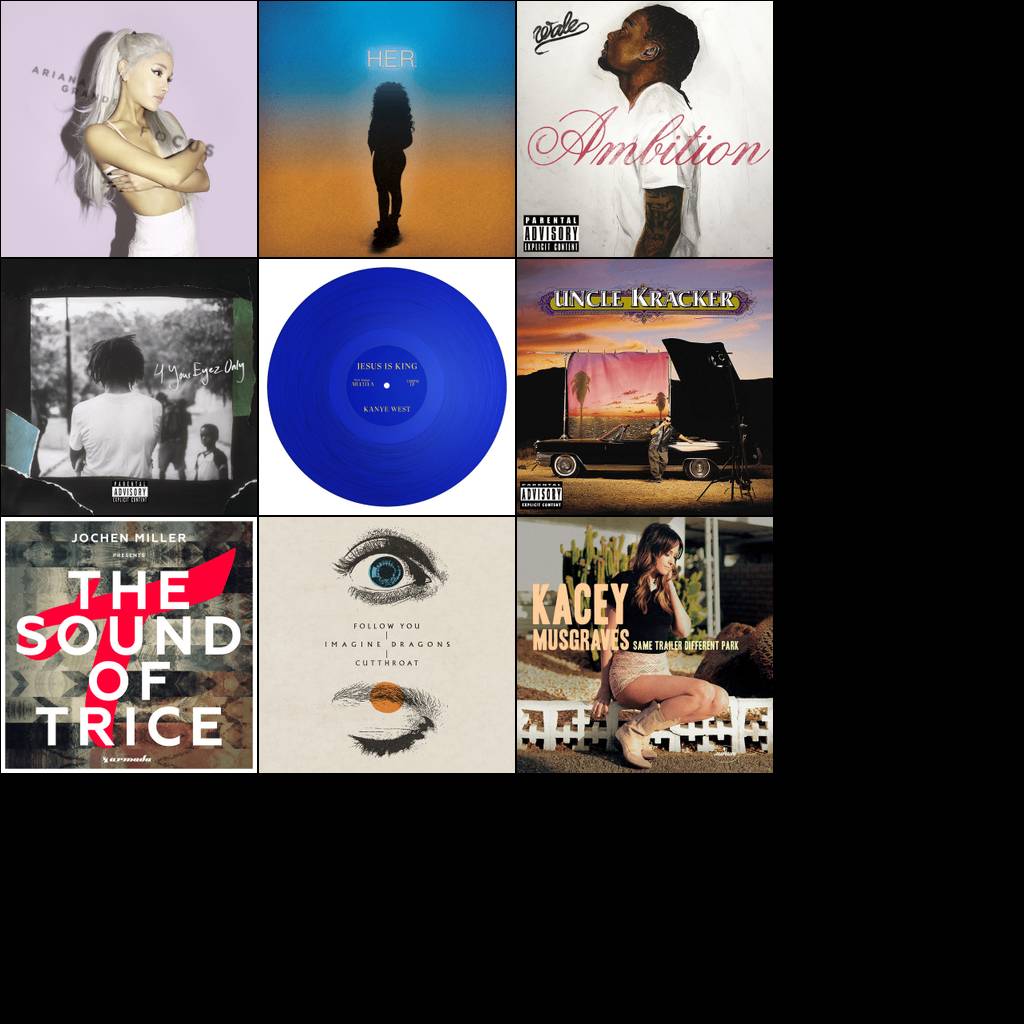 ARIANA
GRANDE
FOCUS
H.E.R.
Wale
Ambition
PARENTAL
ADVISORY
EXPLICIT CONTENT
4 Your Eyez Only
PARENTAL
ADVISORY
EXPLICIT CONTENT
JESUS IS KING
KANYE WEST
UNCLE KRACKER
PARENTAL
ADVISORY
EXPLICIT CONTENT
JOCHEN MILLER
PRESENTS
THE
SOUND
OF
TRICE
armada
FOLLOW YOU
IMAGINE DRAGONS
CUTTHROAT
KACEY
MUSGRAVES SAME TRAILER DIFFERENT PARK